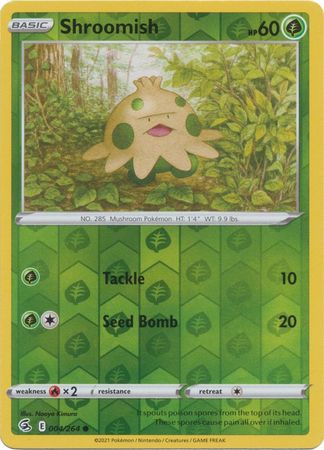 BASIC Shroomish HP60
NO. 285 Mushroom Pokémon HT: 1'4" WT: 9.9 lbs.
Tackle 10
Seed Bomb 20
weakness ×2 resistance retreat
Illus. Naoyo Kimura
E 004/264
It spouts poison spores from the top of its head.
These spores cause pain all over if inhaled.
©2021 Pokémon / Nintendo / Creatures / GAME FREAK